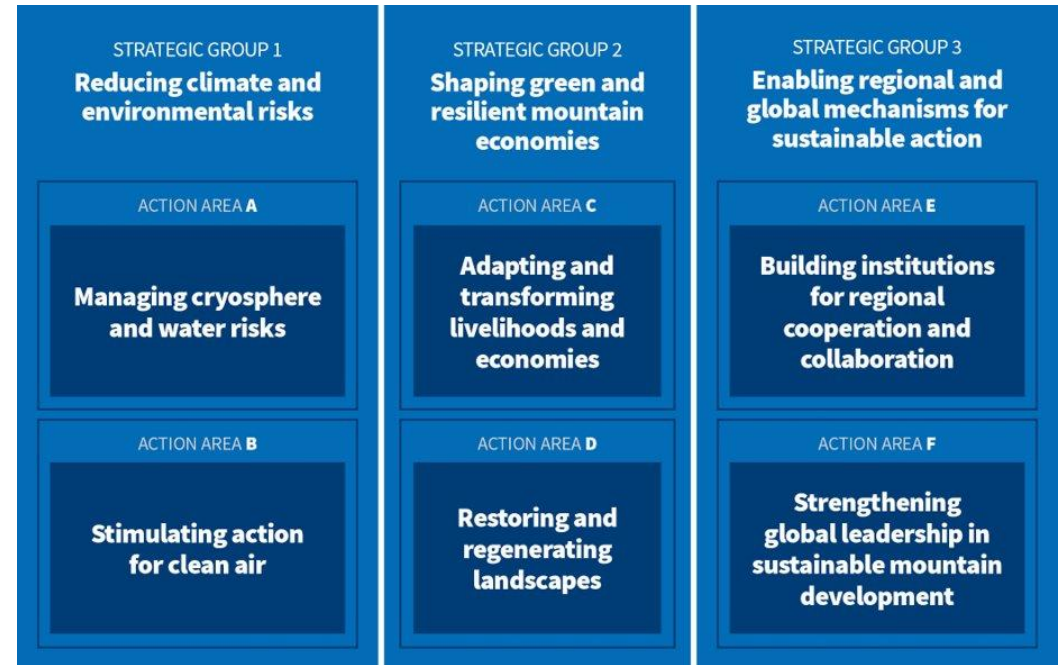 STRATEGIC GROUP 1
Reducing climate and
environmental risks
ACTION AREA A
Managing cryosphere
and water risks
ACTION AREA B
Stimulating action
for clean air
STRATEGIC GROUP 2
Shaping green and
resilient mountain
economies
ACTION AREA C
Adapting and
transforming
livelihoods and
economies
ACTION AREA D
Restoring and
regenerating
landscapes
STRATEGIC GROUP 3
Enabling regional and
global mechanisms for
sustainable action
ACTION AREA E
Building institutions
for regional
cooperation and
collaboration
ACTION AREA F
Strengthening
global leadership in
sustainable mountain
development